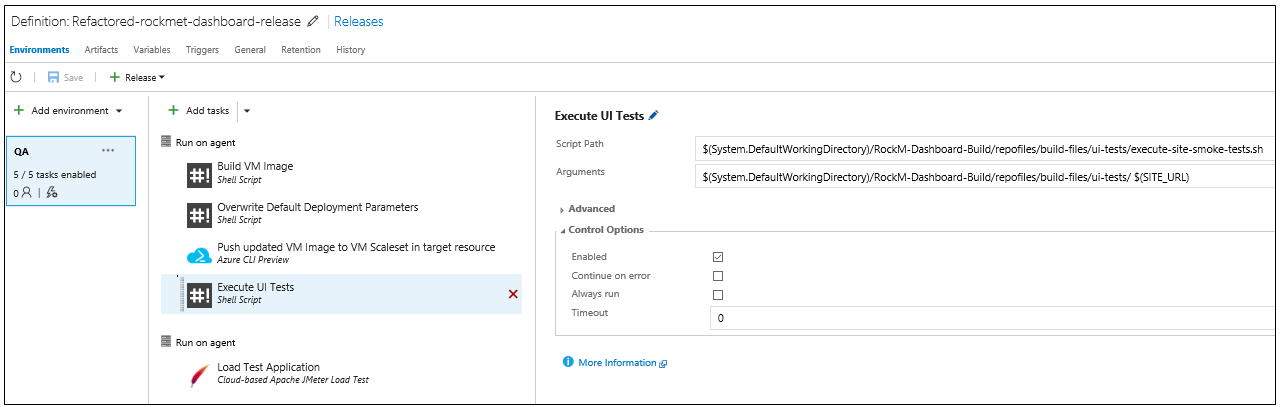 Definition: Refactored-rockmet-dashboard-release | Releases
Environments Artifacts Variables Triggers General Retention History
Save Release
Add environment
QA ...
5 / 5 tasks enabled
0
Add tasks
Run on agent
#! Build VM Image
Shell Script
#! Overwrite Default Deployment Parameters
Shell Script
Push updated VM Image to VM Scaleset in target resource
Azure CLI Preview
#! Execute UI Tests
Shell Script
Run on agent
Load Test Application
Cloud-based Apache JMeter Load Test
Execute UI Tests
Script Path $(System.DefaultWorkingDirectory)/RockM-Dashboard-Build/repofiles/build-files/ui-tests/execute-site-smoke-tests.sh
Arguments $(System.DefaultWorkingDirectory)/RockM-Dashboard-Build/repofiles/build-files/ui-tests/ $(SITE_URL)
Advanced
Control Options
Enabled
Continue on error
Always run
Timeout 0
More Information